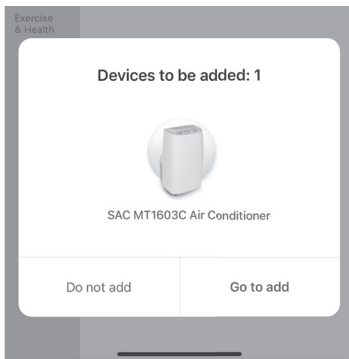 Exercise
& Health
Devices to be added: 1
SAC MT1603C Air Conditioner
Do not add
Go to add